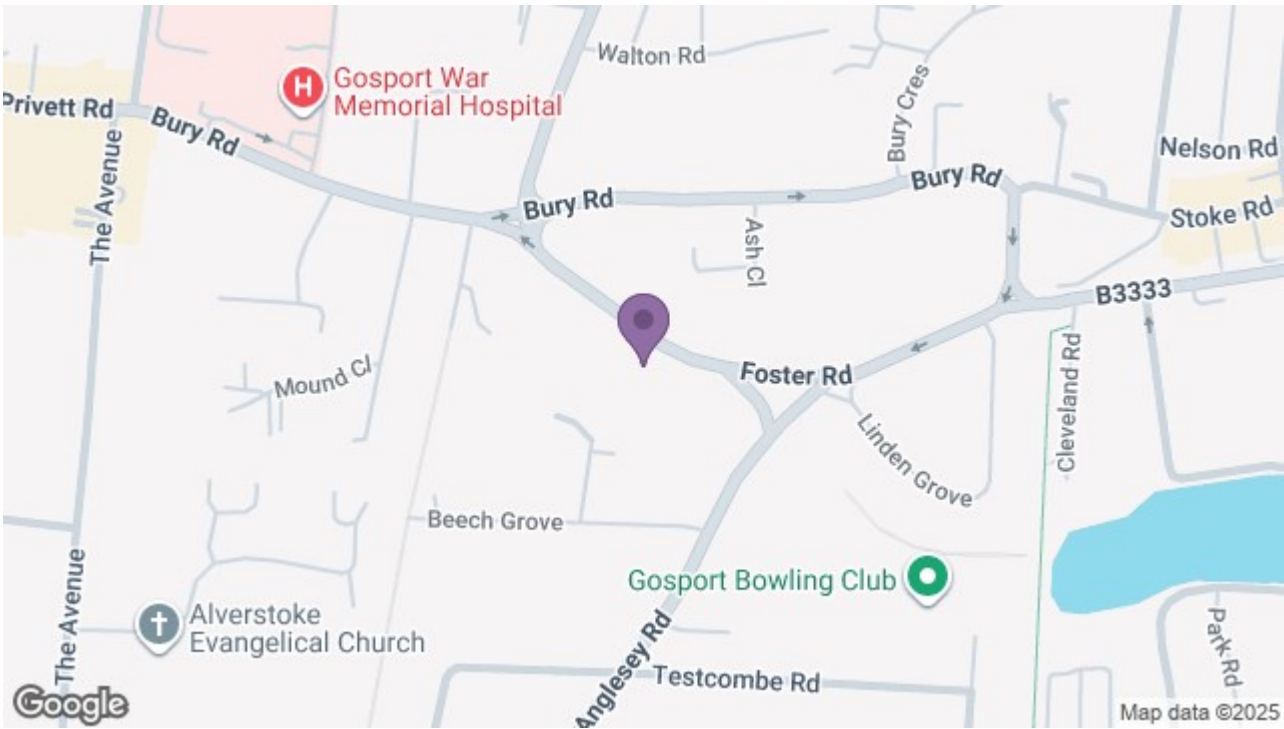 Walton Rd
Gosport War
Memorial Hospital
H
Privett Rd
Bury Rd
Bury Cres
Nelson Rd
The Avenue
Bury Rd
Bury Rd
Stoke Rd
Ash Cl
B3333
Mound Cl
Foster Rd
Cleveland Rd
Linden Grove
Beech Grove
Gosport Bowling Club
Alverstoke
Evangelical Church
The Avenue
Anglesey Rd
Testcombe Rd
Park Rd
Google
Map data ©2025